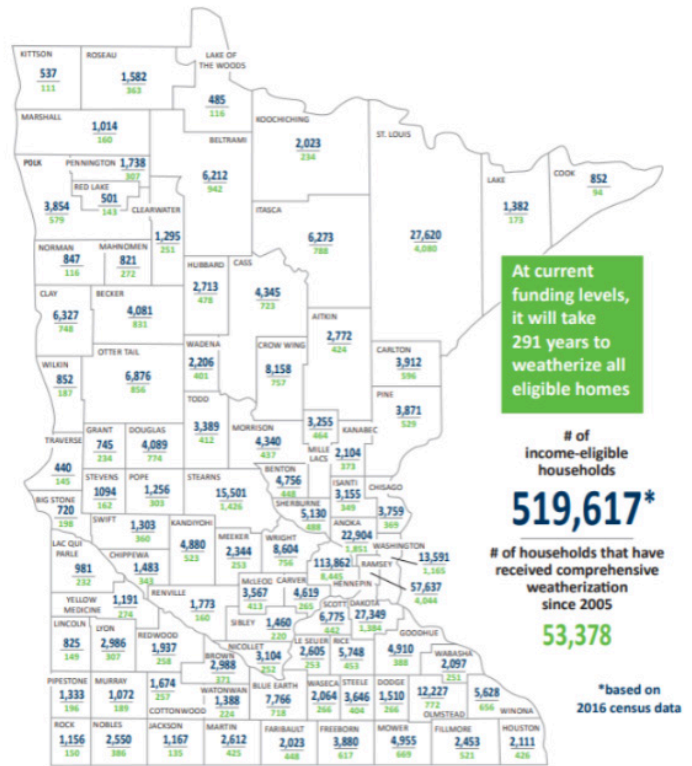 KITTSON
537
111
ROSEAU
1,582
363
LAKE OF
THE WOODS
485
116
MARSHALL
1,014
160
KOOCHICHING
2,023
234
ST. LOUIS
27,620
4,080
BELTRAMI
6,212
942
POLK
3,854
579
PENNINGTON 1,738
307
RED LAKE
501
143
CLEARWATER
1,295
251
ITASCA
6,273
788
LAKE
1,382
173
COOK
852
94
NORMAN
847
116
MAHNOMEN
821
272
HUBBARD
2,713
478
CASS
4,345
723
CLAY
6,327
748
BECKER
4,081
831
AITKIN
2,772
424
WADENA
2,206
401
CROW WING
8,158
757
CARLTON
3,912
596
OTTER TAIL
6,876
856
WILKIN
852
187
PINE
3,871
529
TODD
3,389
412
MORRISON
4,340
437
3,255
464
MILLE
LACS
KANABEC
2,104
373
GRANT
745
234
DOUGLAS
4,089
774
TRAVERSE
440
145
STEVENS
1094
162
POPE
1,256
303
STEARNS
15,501
1,426
BENTON
4,756
448
ISANTI
3,155
349
CHISAGO
3,759
369
BIG STONE
720
198
SWIFT
1,303
360
KANDIYOHI
4,880
523
SHERBURNE
5,130
488
ANOKA
22,904
1,851
WASHINGTON
13,591
1,165
LAC QUI
PARLE
981
232
CHIPPEWA
1,483
343
MEEKER
2,344
253
WRIGHT
8,604
756
113,862
8,445
HENNEPIN
RAMSEY
57,637
4,044
McLEOD
3,567
413
CARVER
4,619
265
YELLOW
MEDICINE
1,191
274
RENVILLE
1,773
160
SCOTT
6,775
442
DAKOTA
27,349
1,384
SIBLEY
1,460
220
LINCOLN
825
149
LYON
2,986
307
REDWOOD
1,937
258
BROWN
2,988
371
NICOLLET
3,104
252
LE SEUER
2,605
253
RICE
5,748
453
GOODHUE
4,910
388
WABASHA
2,097
251
PIPESTONE
1,333
196
MURRAY
1,072
189
1,674
257
COTTONWOOD
WATONWAN
1,388
224
BLUE EARTH
7,766
718
WASECA
2,064
266
STEELE
3,646
404
DODGE
1,510
266
12,227
772
OLMSTEAD
5,628
656
WINONA
ROCK
1,156
150
NOBLES
2,550
386
JACKSON
1,167
135
MARTIN
2,612
425
FARIBAULT
2,023
448
FREEBORN
3,880
617
MOWER
4,955
669
FILLMORE
2,453
521
HOUSTON
2,111
426
At current
funding levels,
it will take
291 years to
weatherize all
eligible homes
# of
income-eligible
households
519,617*
# of households that have
received comprehensive
weatherization
since 2005
53,378
*based on
2016 census data